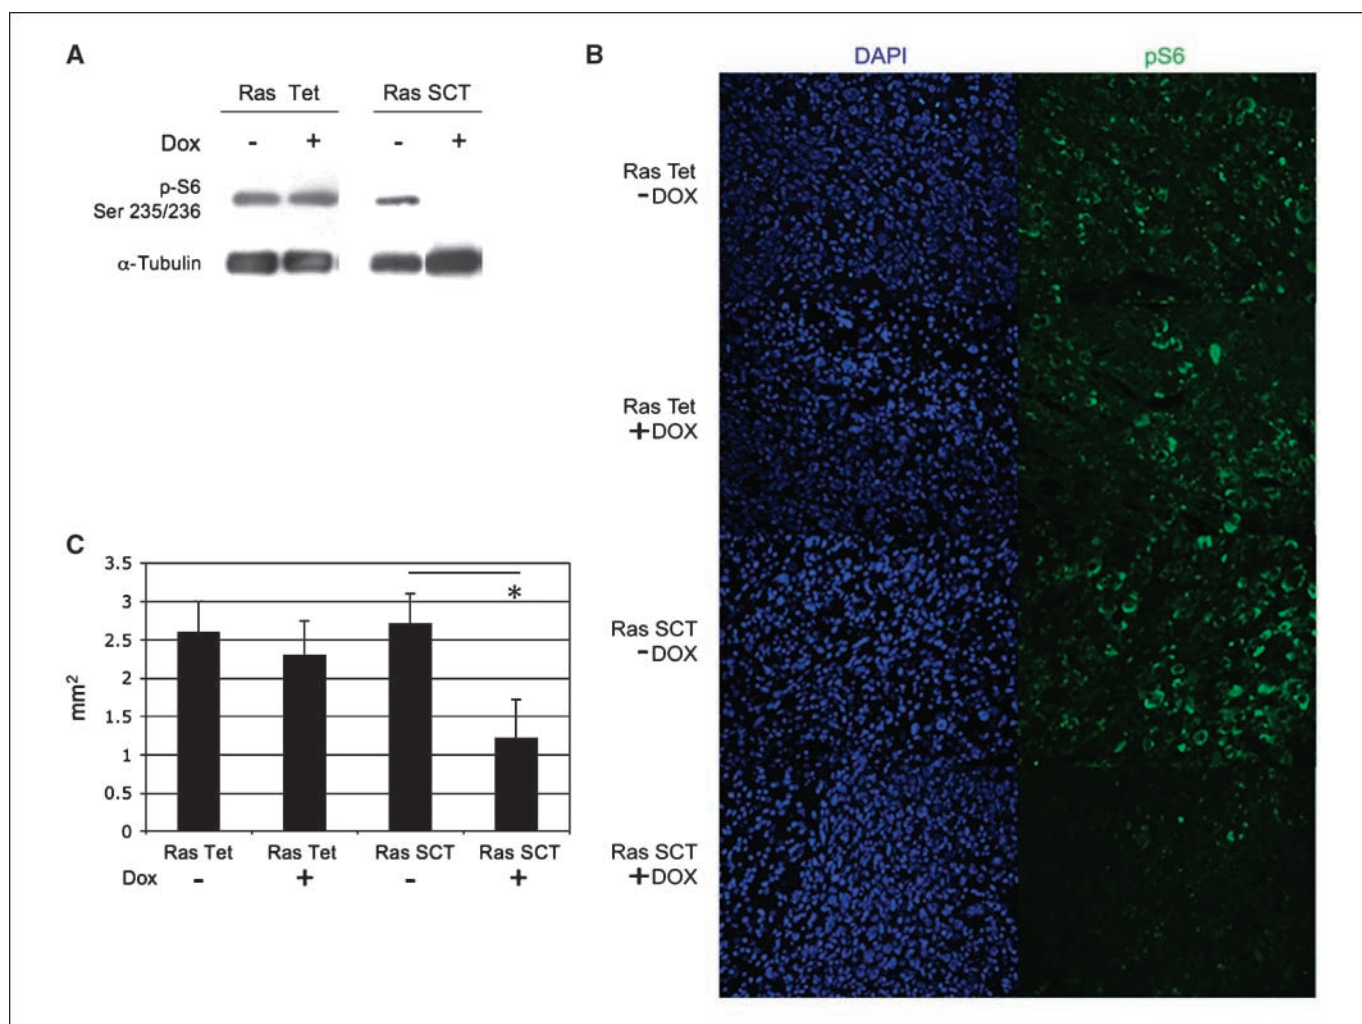 A
Ras Tet Ras SCT
Dox - + - +
p-S6
Ser 235/236
α-Tubulin
B
DAPI pS6
Ras Tet
-DOX
Ras Tet
+DOX
Ras SCT
-DOX
Ras SCT
+DOX
C
3.5
3
2.5
2
1.5
1
0.5
0
mm²
*
Ras Tet Ras Tet Ras SCT Ras SCT
Dox - + - +